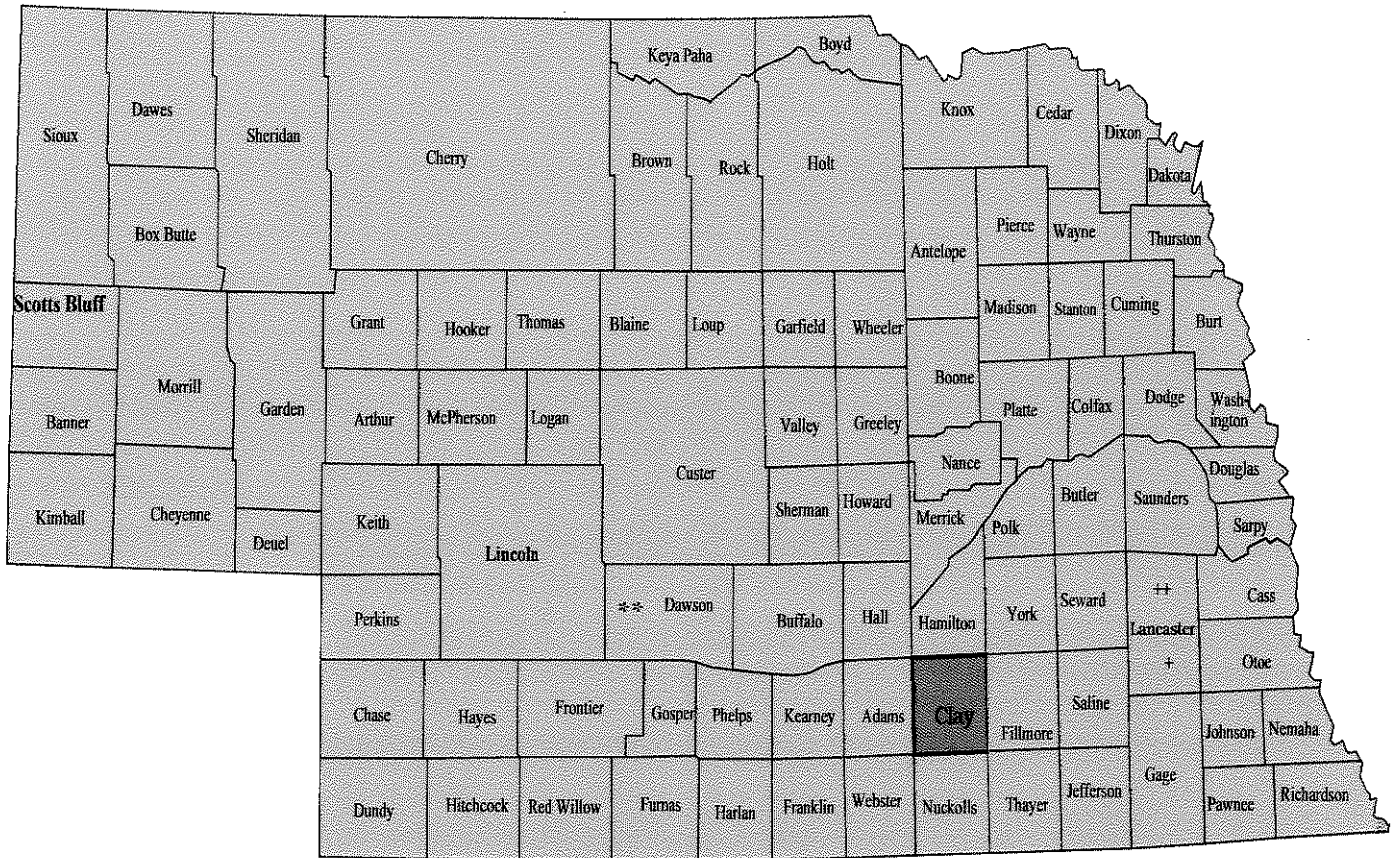 Boyd
Keya Paha
Knox
Cedar
Dixon
Dawes
Sioux
Sheridan
Cherry
Brown
Rock
Holt
Dakota
Box Butte
Pierce
Wayne
Thurston
Antelope
Scotts Bluff
Grant
Hooker
Thomas
Blaine
Loup
Garfield
Wheeler
Madison
Stanton
Cuming
Burt
Morrill
Garden
Boone
Banner
Arthur
McPherson
Logan
Valley
Greeley
Platte
Colfax
Dodge
Wash-
ington
Nance
Custer
Douglas
Kimball
Cheyenne
Keith
Sherman
Howard
Merrick
Polk
Butler
Saunders
Sarpy
Deuel
Lincoln
Perkins
** Dawson
Buffalo
Hall
Hamilton
York
Seward
++
Lancaster
+
Cass
Otoe
Chase
Hayes
Frontier
Gosper
Phelps
Kearney
Adams
Clay
Fillmore
Saline
Johnson
Nemaha
Dundy
Hitchcock
Red Willow
Furnas
Harlan
Franklin
Webster
Nuckolls
Thayer
Jefferson
Gage
Pawnee
Richardson